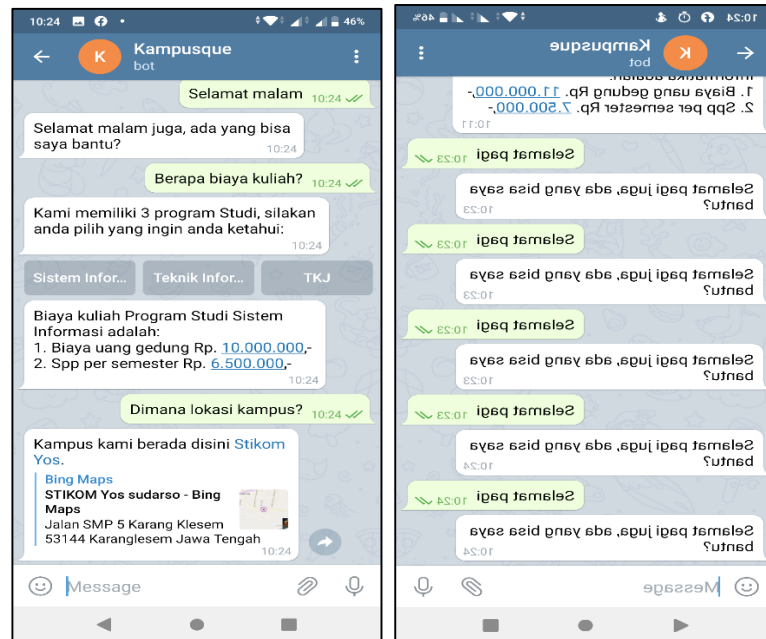 10:24 46%
Kampusque
K
bot
Selamat malam 10:24
Selamat malam juga, ada yang bisa
saya bantu?
10:24
Berapa biaya kuliah? 10:24
Kami memiliki 3 program Studi, silakan
anda pilih yang ingin anda ketahui:
10:24
Sistem Infor... Teknik Infor... TKJ
Biaya kuliah Program Studi Sistem
Informasi adalah:
1. Biaya uang gedung Rp. 10.000.000,-
2. Spp per semester Rp. 6.500.000,-
10:24
Dimana lokasi kampus? 10:24
Kampus kami berada disini Stikom
Yos.
Bing Maps
STIKOM Yos sudarso - Bing
Maps
Jalan SMP 5 Karang Klesem
53144 Karanglesem Jawa Tengah
10:24
Message
10:24 46%
Kampusque
K
bot
Informatika adalah:
1. Biaya uang gedung Rp. 11.000.000,-
2. Spp per semester Rp. 7.500.000,-
10:11
Selamat pagi 10:23
Selamat pagi juga, ada yang bisa saya
bantu?
10:23
Selamat pagi 10:23
Selamat pagi juga, ada yang bisa saya
bantu?
10:23
Selamat pagi 10:23
Selamat pagi juga, ada yang bisa saya
bantu?
10:23
Selamat pagi 10:23
Selamat pagi juga, ada yang bisa saya
bantu?
10:24
Selamat pagi 10:24
Selamat pagi juga, ada yang bisa saya
bantu?
10:24
Message